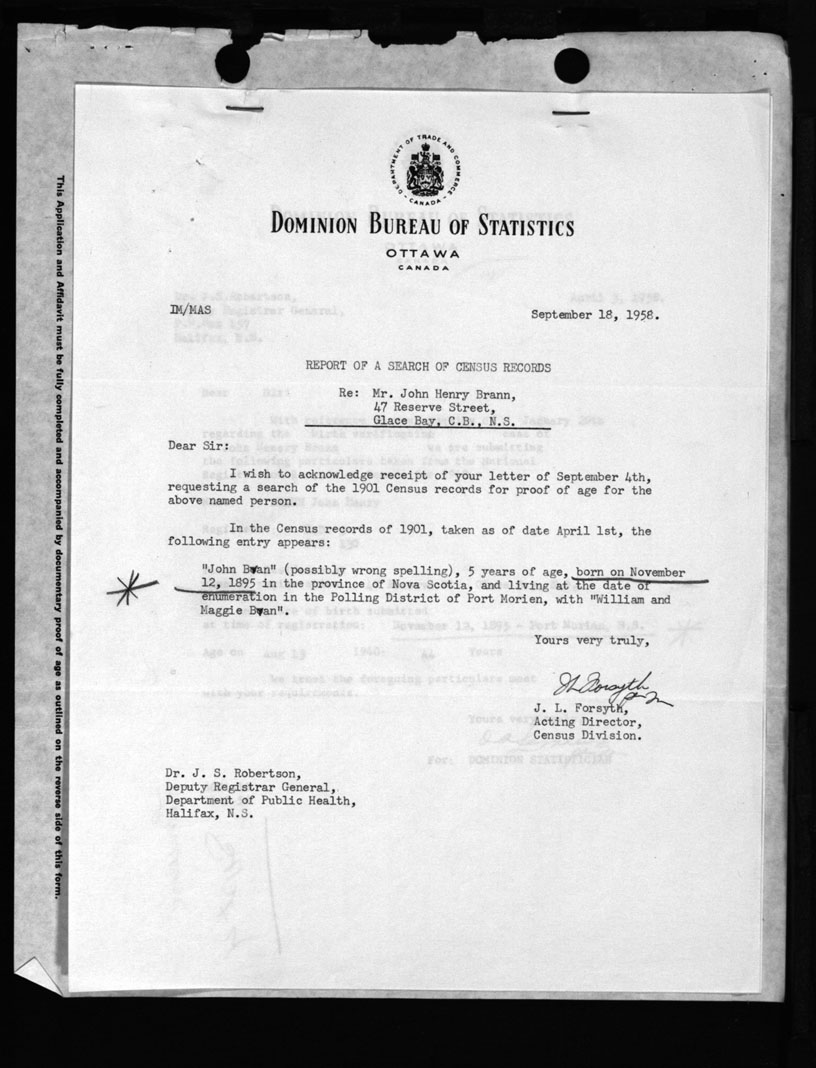 DEPARTMENT OF TRADE AND COMMERCE
- CANADA -
DOMINION BUREAU OF STATISTICS
OTTAWA
CANADA
IM/MAS
September 18, 1958.
REPORT OF A SEARCH OF CENSUS RECORDS
Re: Mr. John Henry Brann,
47 Reserve Street,
Glace Bay, C.B., N.S.
Dear Sir:
I wish to acknowledge receipt of your letter of September 4th,
requesting a search of the 1901 Census records for proof of age for the
above named person.
In the Census records of 1901, taken as of date April 1st, the
following entry appears:
"John Bvan" (possibly wrong spelling), 5 years of age, born on November
12, 1895 in the province of Nova Scotia, and living at the date of
enumeration in the Polling District of Port Morien, with "William and
Maggie Bvan".
Yours very truly,
J. L. Forsyth,
Acting Director,
Census Division.
Dr. J. S. Robertson,
Deputy Registrar General,
Department of Public Health,
Halifax, N.S.
This Application and Affidavit must be fully completed and accompanied by documentary proof of age as outlined on the reverse side of this form.